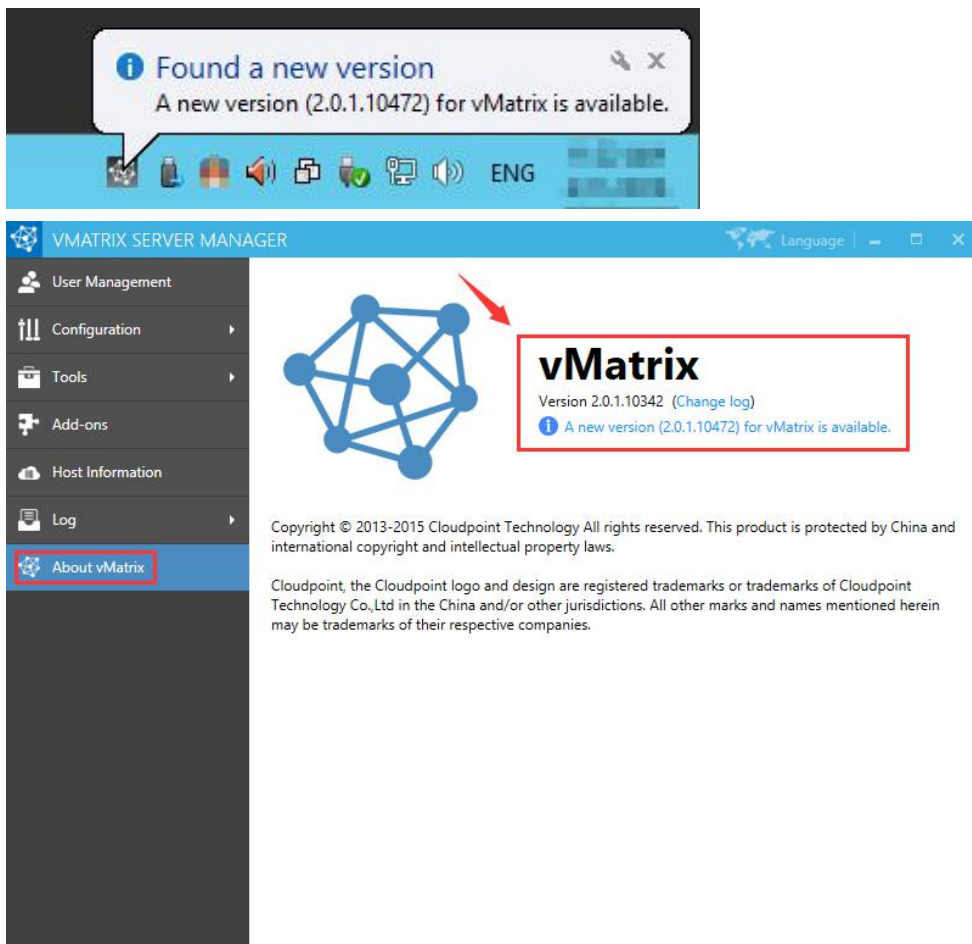 Found a new version
A new version (2.0.1.10472) for vMatrix is available.
ENG
VMATRIX SERVER MANAGER
Language
User Management
Configuration
Tools
Add-ons
Host Information
Log
About vMatrix
vMatrix
Version 2.0.1.10342 (Change log)
A new version (2.0.1.10472) for vMatrix is available.
Copyright © 2013-2015 Cloudpoint Technology All rights reserved. This product is protected by China and
international copyright and intellectual property laws.
Cloudpoint, the Cloudpoint logo and design are registered trademarks or trademarks of Cloudpoint
Technology Co.,Ltd in the China and/or other jurisdictions. All other marks and names mentioned herein
may be trademarks of their respective companies.